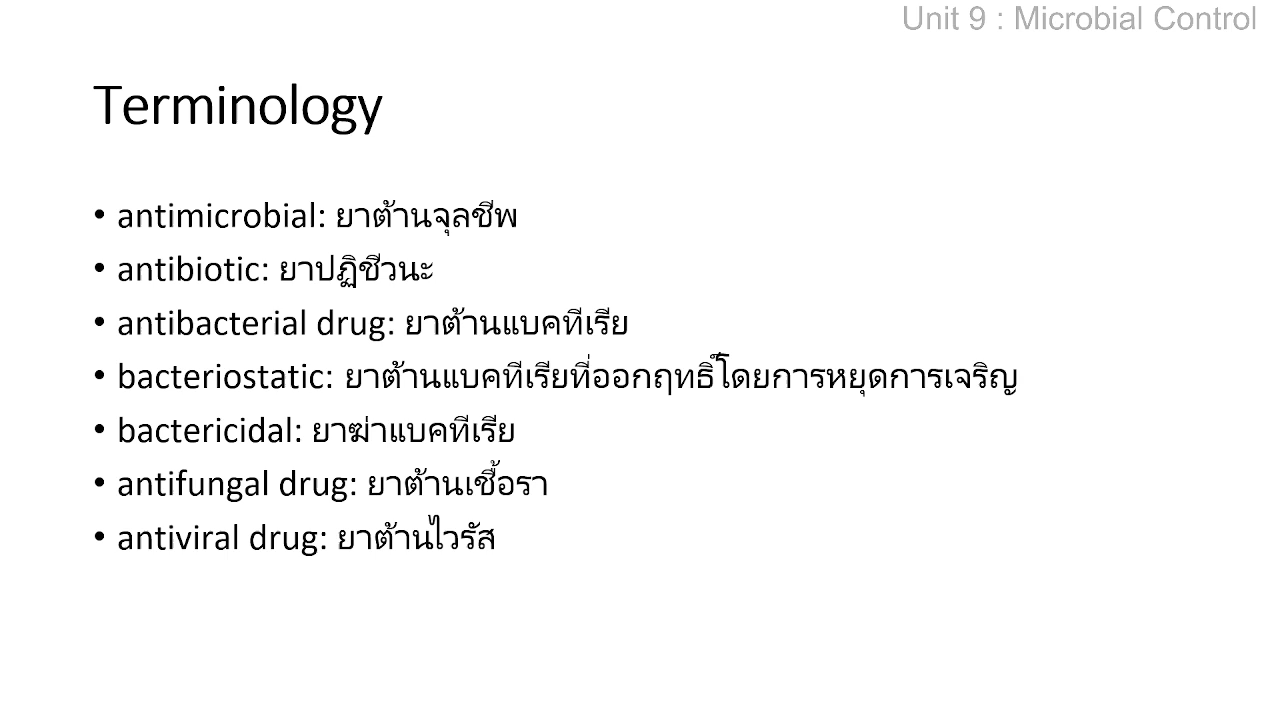 Unit 9 : Microbial Control
Terminology
• antimicrobial: ยาต้านจุลชีพ
• antibiotic: ยาปฏิชีวนะ
• antibacterial drug: ยาต้านแบคทีเรีย
• bacteriostatic: ยาต้านแบคทีเรียที่ออกฤทธิ์โดยการหยุดการเจริญ
• bactericidal: ยาฆ่าแบคทีเรีย
• antifungal drug: ยาต้านเชื้อรา
• antiviral drug: ยาต้านไวรัส